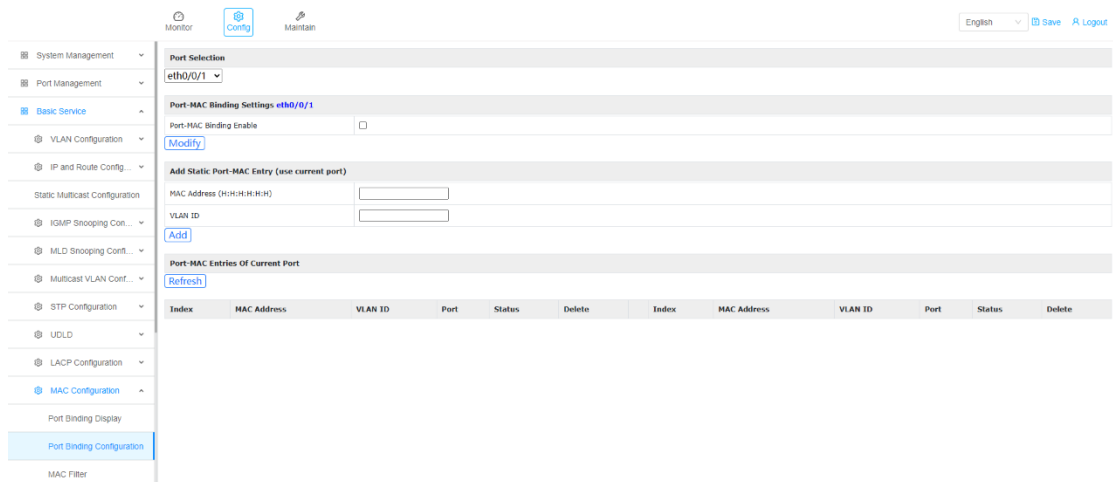 Monitor
Config
Maintain
English
Save
Logout
System Management
Port Management
Basic Service
VLAN Configuration
IP and Route Config...
Static Multicast Configuration
IGMP Snooping Con...
MLD Snooping Confi...
Multicast VLAN Conf...
STP Configuration
UDLD
LACP Configuration
MAC Configuration
Port Binding Display
Port Binding Configuration
MAC Filter
Port Selection
eth0/0/1
Port-MAC Binding Settings eth0/0/1
Port-MAC Binding Enable
Modify
Add Static Port-MAC Entry (use current port)
MAC Address (H:H:H:H:H:H)
VLAN ID
Add
Port-MAC Entries Of Current Port
Refresh
Index MAC Address VLAN ID Port Status Delete Index MAC Address VLAN ID Port Status Delete